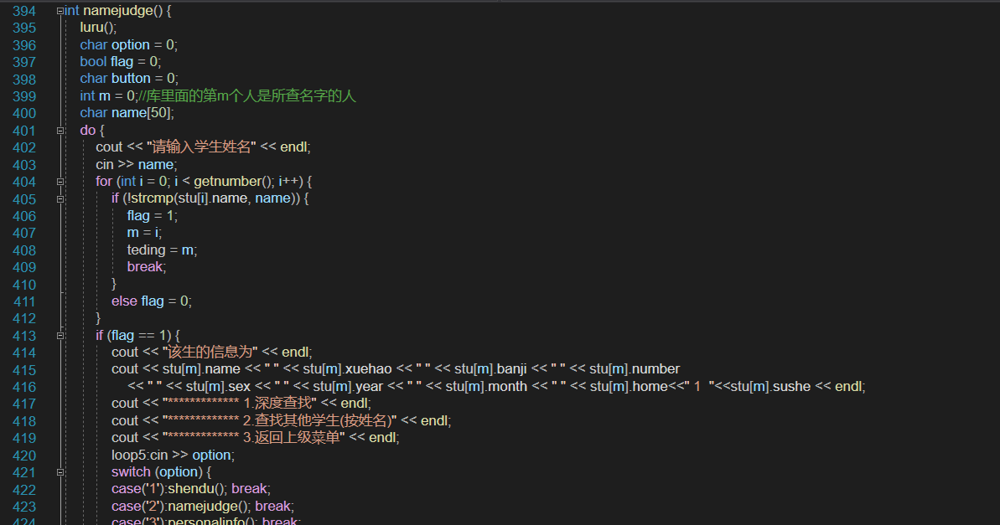 394 int namejudge() {
395 luru();
396 char option = 0;
397 bool flag = 0;
398 char button = 0;
399 int m = 0;//库里面的第m个人是所查名字的人
400 char name[50];
401 do {
402 cout << "请输入学生姓名" << endl;
403 cin >> name;
404 for (int i = 0; i < getnumber(); i++) {
405 if (!strcmp(stu[i].name, name)) {
406 flag = 1;
407 m = i;
408 teding = m;
409 break;
410 }
411 else flag = 0;
412 }
413 if (flag == 1) {
414 cout << "该生的信息为" << endl;
415 cout << stu[m].name << " " << stu[m].xuehao << " " << stu[m].banji << " " << stu[m].number
416 << " " << stu[m].sex << " " << stu[m].year << " " << stu[m].month << " " << stu[m].home<<" 1  "<<stu[m].sushe << endl;
417 cout << "************* 1.深度查找" << endl;
418 cout << "************* 2.查找其他学生(按姓名)" << endl;
419 cout << "************* 3.返回上级菜单" << endl;
420 loop5:cin >> option;
421 switch (option) {
422 case('1'):shendu(); break;
423 case('2'):namejudge(); break;
424 case('3'):personalinfo(); break;